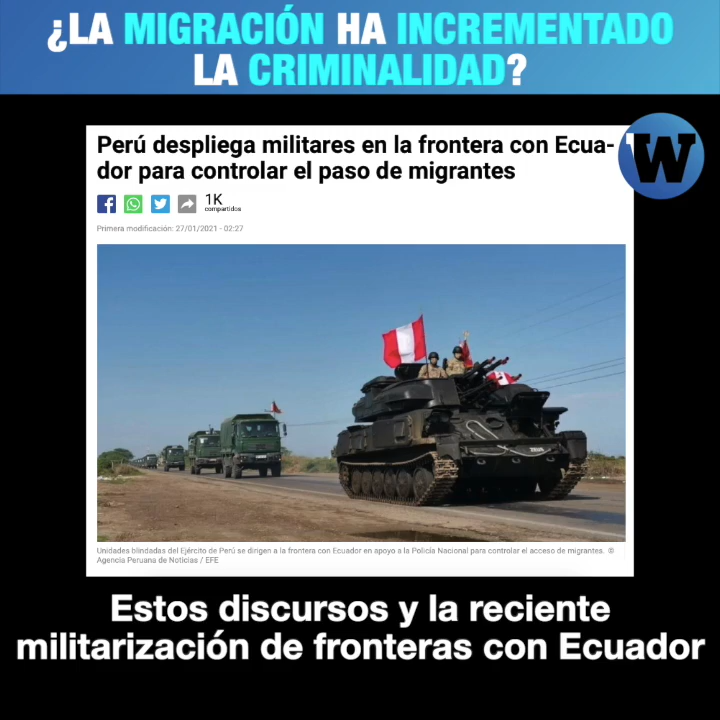 ¿LA MIGRACIÓN HA INCREMENTADO
LA CRIMINALIDAD?
W
Perú despliega militares en la frontera con Ecua-
dor para controlar el paso de migrantes
1K
compartidos
Primera modificación: 27/01/2021 - 02:27
Unidades blindadas del Ejército de Perú se dirigen a la frontera con Ecuador en apoyo a la Policía Nacional para controlar el acceso de migrantes. ©
Agencia Peruana de Noticias / EFE
Estos discursos y la reciente
militarización de fronteras con Ecuador